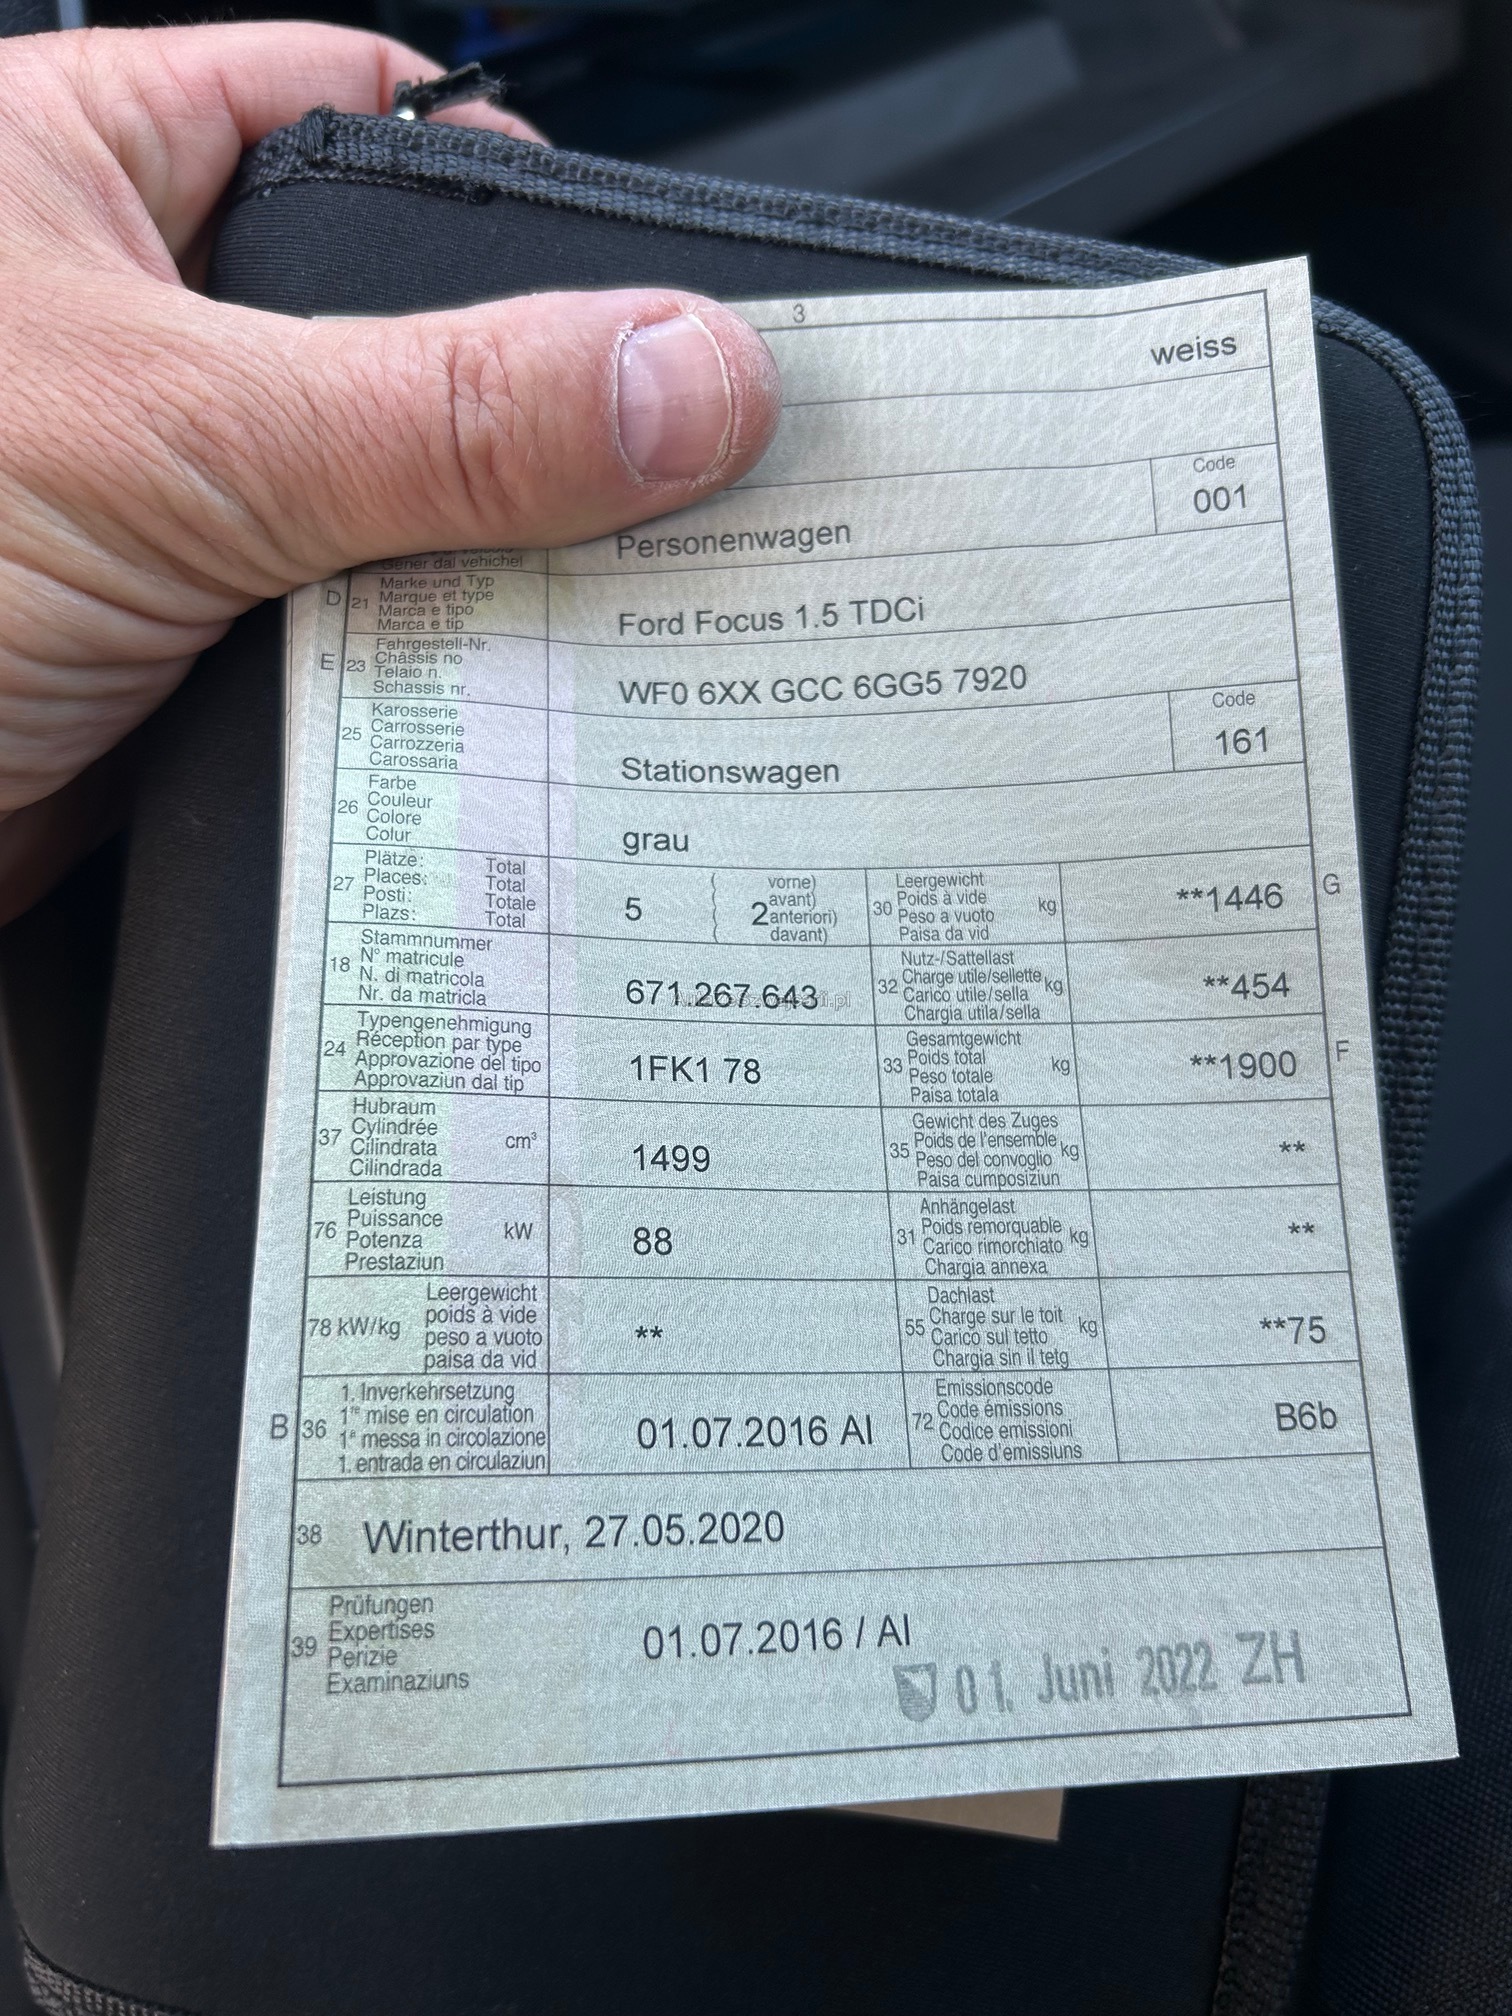 3
weiss
Code
001
Personenwagen
Gener dal vehichel
D 21 Marke und Typ
Marque et type
Marca e tipo
Marca e tip
Ford Focus 1.5 TDCi
E 23 Fahrgestell-Nr.
Châssis no
Telaio n.
Schassis nr.
WF0 6XX GCC 6GG5 7920
25 Karosserie
Carrosserie
Carrozzeria
Carossaria
Stationswagen
Code
161
26 Farbe
Couleur
Colore
Colur
grau
27 Plätze: Total
Places: Total
Posti: Totale
Plazs: Total
5
2
( vorne)
( avant)
( anteriori)
( davant)
30 Leergewicht
Poids à vide
Peso a vuoto
Paisa da vid
kg
**1446
G
18 Stammnummer
N° matricule
N. di matricola
Nr. da matricla
671.267.643
32 Nutz-/Sattellast
Charge utile/sellette
Carico utile/sella
Chargia utila/sella
kg
**454
24 Typengenehmigung
Réception par type
Approvazione del tipo
Approvaziun dal tip
1FK1 78
33 Gesamtgewicht
Poids total
Peso totale
Paisa totala
kg
**1900
F
37 Hubraum
Cylindrée
Cilindrata
Cilindrada
cm³
1499
35 Gewicht des Zuges
Poids de l'ensemble
Peso del convoglio
Paisa cumposiziun
kg
**
76 Leistung
Puissance
Potenza
Prestaziun
kW
88
31 Anhängelast
Poids remorquable
Carico rimorchiato
Chargia annexa
kg
**
78 kW/kg
Leergewicht
poids à vide
peso a vuoto
paisa da vid
**
55 Dachlast
Charge sur le toit
Carico sul tetto
Chargia sin il tetg
kg
**75
B 36 1. Inverkehrsetzung
1re mise en circulation
1a messa in circolazione
1. entrada en circulaziun
01.07.2016 AI
72 Emissionscode
Code émissions
Codice emissioni
Code d'emissiuns
B6b
38 Winterthur, 27.05.2020
39 Prüfungen
Expertises
Perizie
Examinaziuns
01.07.2016 / AI
01. Juni 2022 ZH